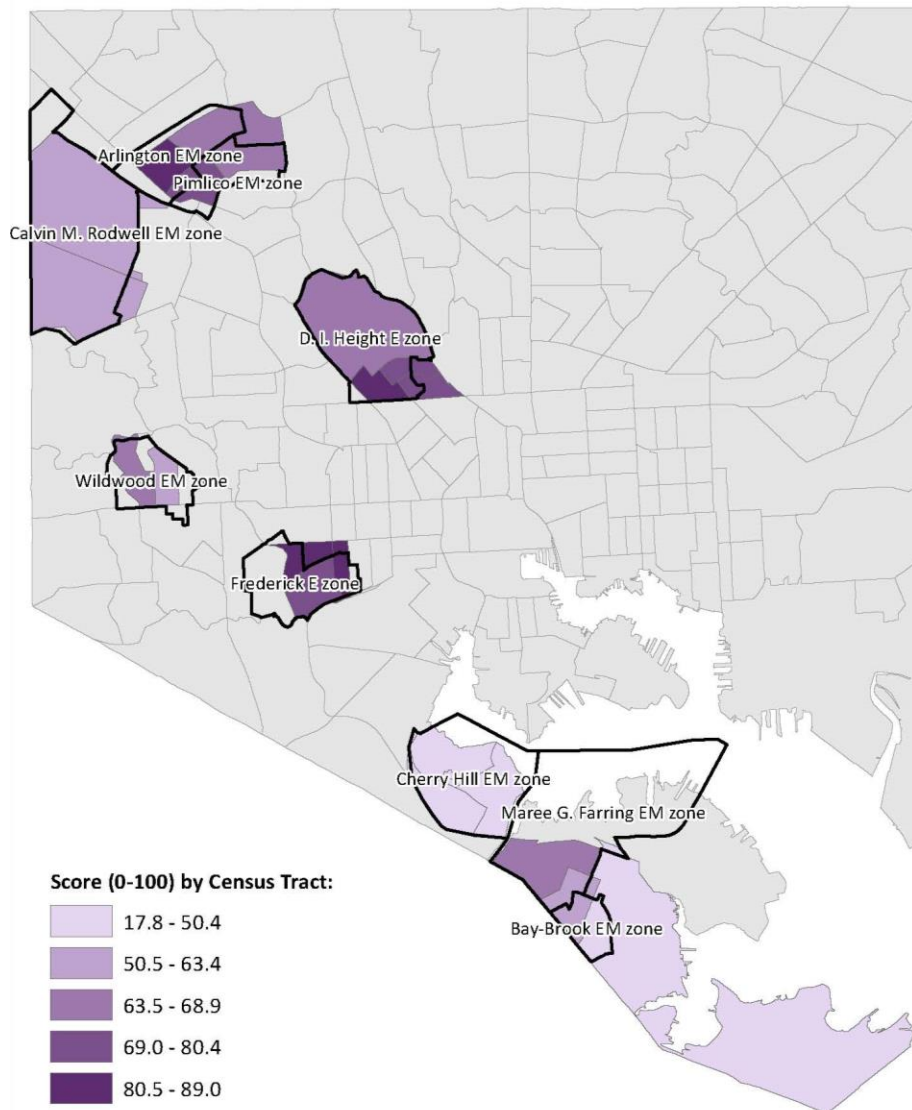 Arlington EM zone
Pimlico EM zone
Calvin M. Rodwell EM zone
D. I. Height E zone
Wildwood EM zone
Frederick E zone
Cherry Hill EM zone
Maree G. Farring EM zone
Bay-Brook EM zone
Score (0-100) by Census Tract:
17.8 - 50.4
50.5 - 63.4
63.5 - 68.9
69.0 - 80.4
80.5 - 89.0